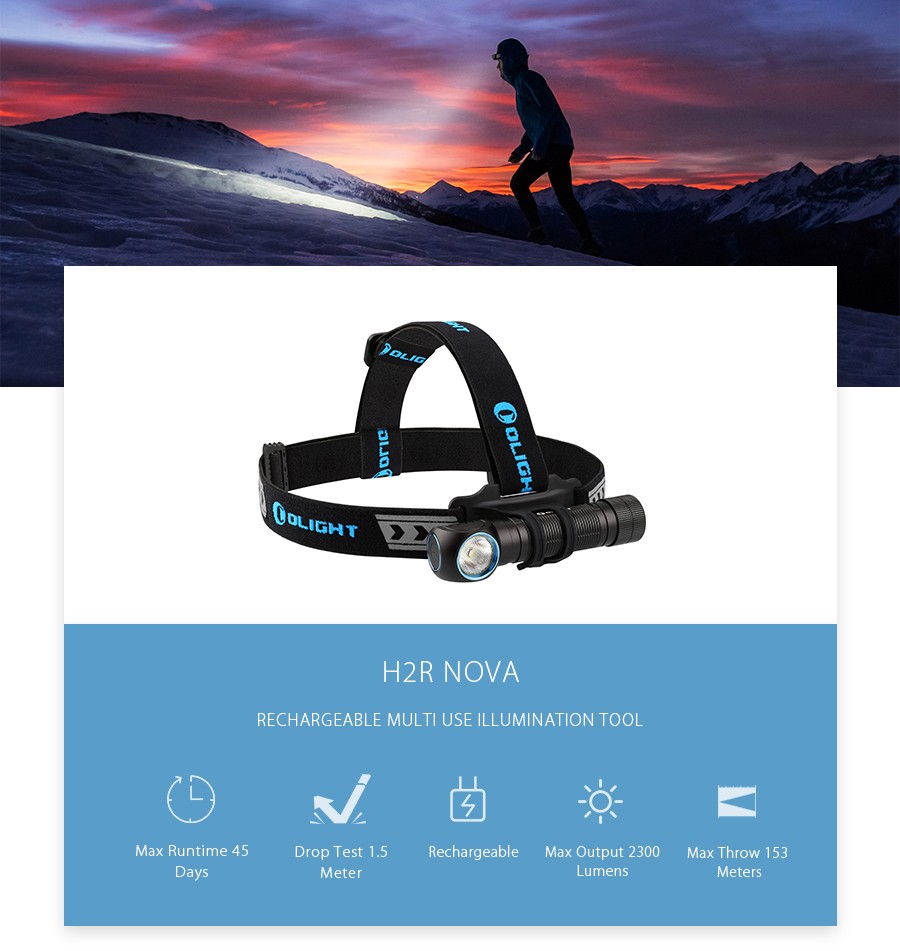 OLIGHT
OLIGHT
OLIGHT
H2R NOVA
RECHARGEABLE MULTI USE ILLUMINATION TOOL
Max Runtime 45
Days
Drop Test 1.5
Meter
Rechargeable
Max Output 2300
Lumens
Max Throw 153
Meters